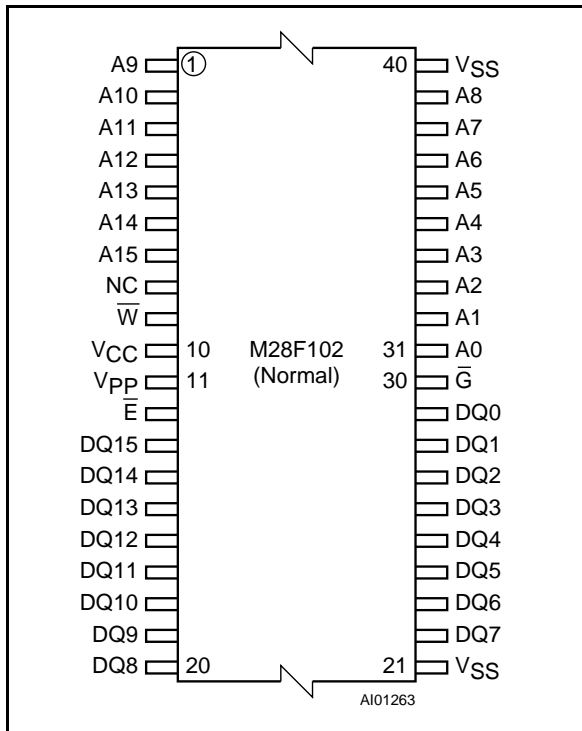 A9 1 40 VSS
A10 A8
A11 A7
A12 A6
A13 A5
A14 A4
A15 A3
NC A2
W̅ A1
VCC 10 M28F102 31 A0
VPP 11 (Normal) 30 G̅
E̅ DQ0
DQ15 DQ1
DQ14 DQ2
DQ13 DQ3
DQ12 DQ4
DQ11 DQ5
DQ10 DQ6
DQ9 DQ7
DQ8 20 21 VSS
AI01263